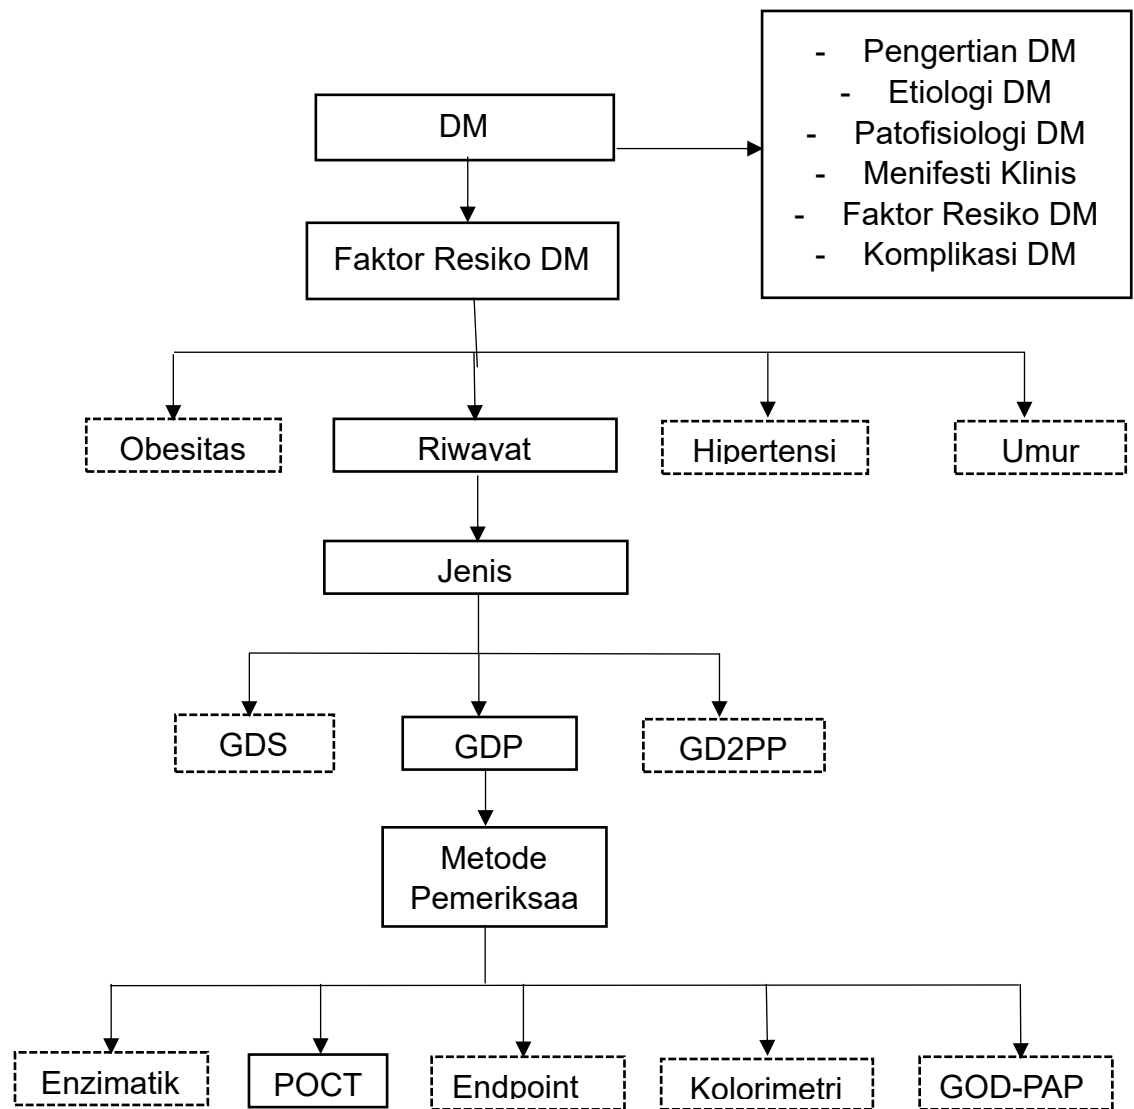 - Pengertian DM
- Etiologi DM
- Patofisiologi DM
- Menifesti Klinis
- Faktor Resiko DM
- Komplikasi DM
DM
Faktor Resiko DM
Obesitas
Riwayat
Hipertensi
Umur
Jenis
GDS
GDP
GD2PP
Metode
Pemeriksaa
Enzimatik
POCT
Endpoint
Kolorimetri
GOD-PAP